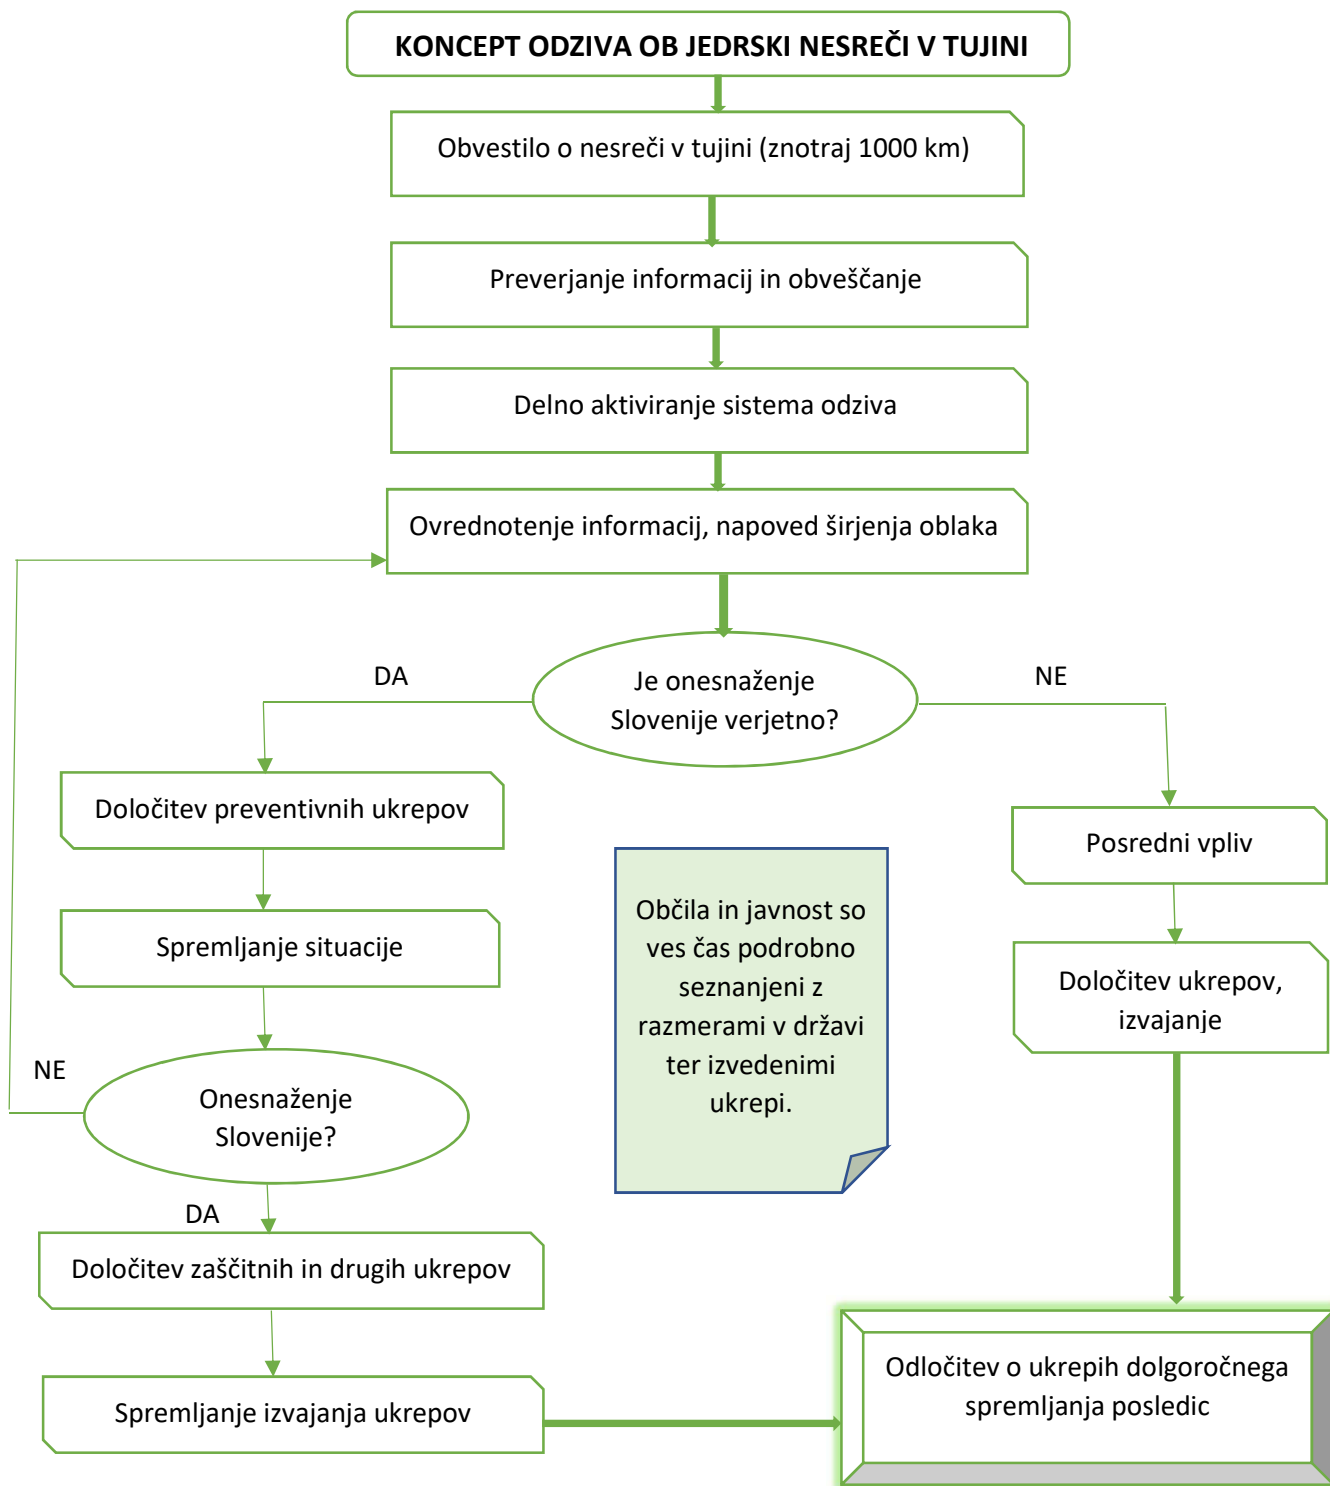 KONCEPT ODZIVA OB JEDRSKI NESREČI V TUJINI
Obvestilo o nesreči v tujini (znotraj 1000 km)
Preverjanje informacij in obveščanje
Delno aktiviranje sistema odziva
Ovrednotenje informacij, napoved širjenja oblaka
Je onesnaženje
Slovenije verjetno?
DA
NE
Določitev preventivnih ukrepov
Spremljanje situacije
Onesnaženje
Slovenije?
NE
DA
Določitev zaščitnih in drugih ukrepov
Spremljanje izvajanja ukrepov
Občila in javnost so
ves čas podrobno
seznanjeni z
razmerami v državi
ter izvedenimi
ukrepi.
Posredni vpliv
Določitev ukrepov,
izvajanje
Odločitev o ukrepih dolgoročnega
spremljanja posledic